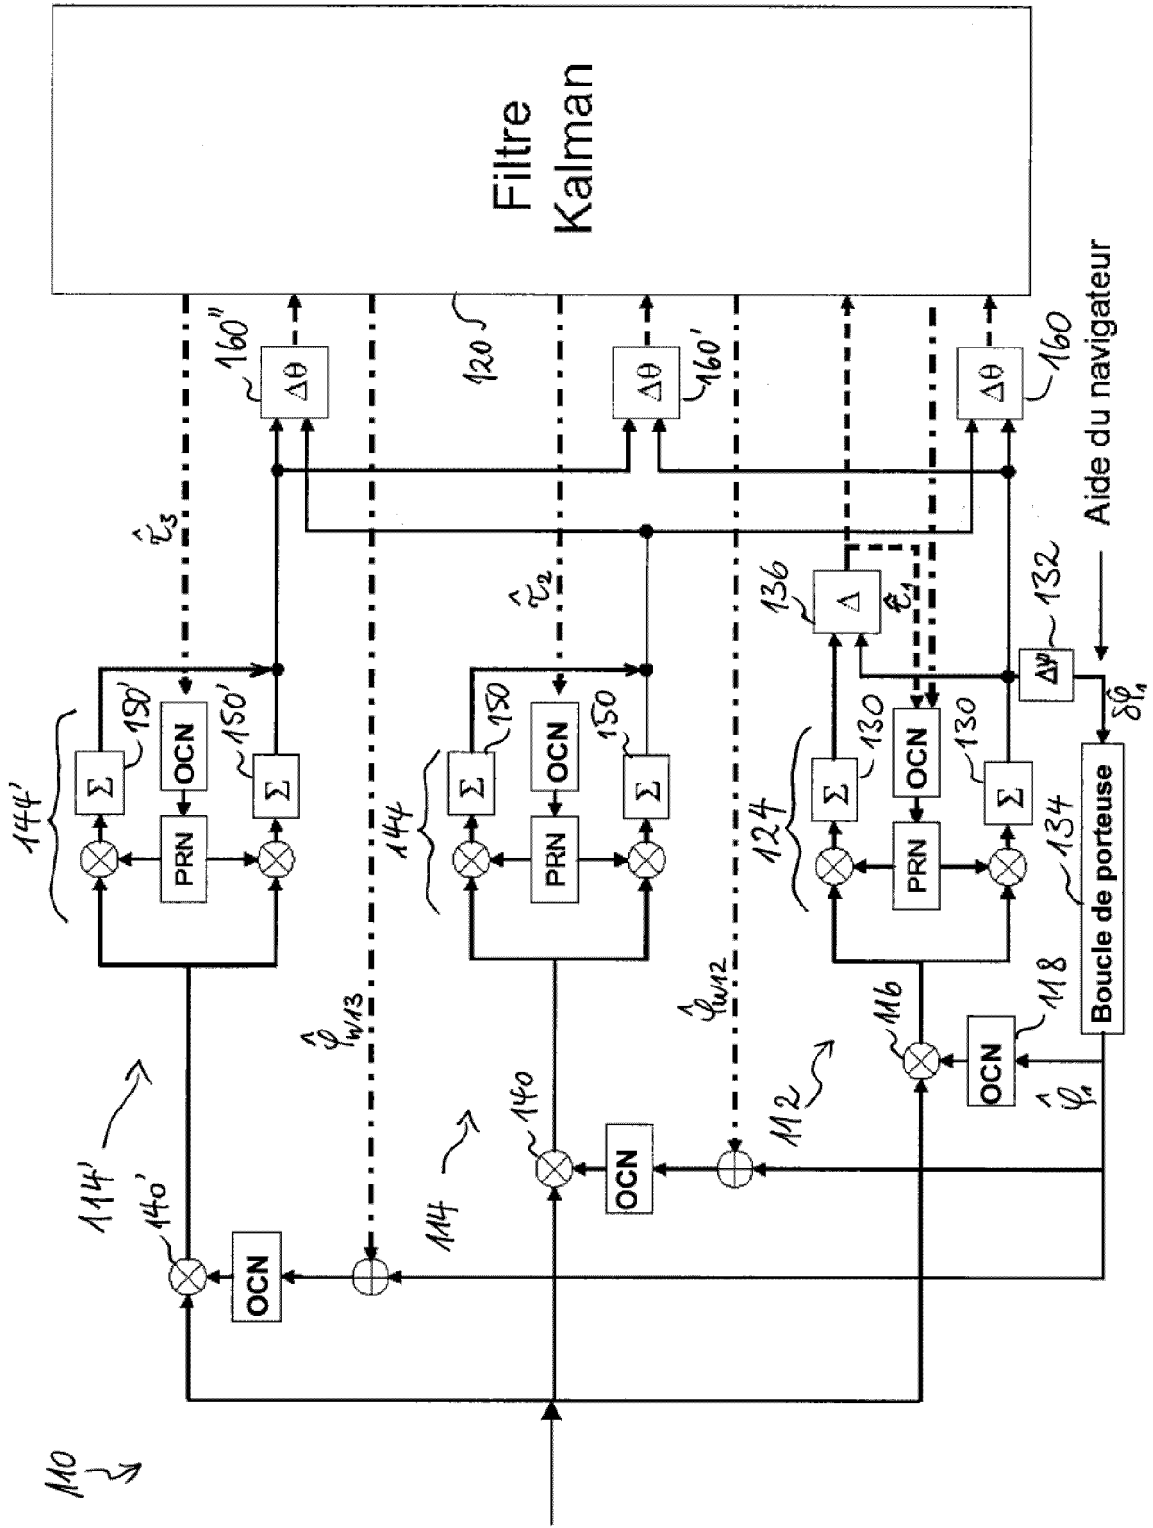 110
114'
140'
OCN
144'
Σ
150'
PRN
OCN
Σ
150'
τ̂₃
160"
Δθ
φ̂w13
120
Filtre
Kalman
114
140
OCN
144
Σ
150
PRN
OCN
Σ
150
τ̂₂
160'
Δθ
φ̂w12
112
116
OCN
118
φ̂₁
124
Σ
130
PRN
OCN
Σ
130
136
Δ
τ̂₁
Δφ
132
160
Δθ
δφ̂₁
Boucle de porteuse
134
Aide du navigateur